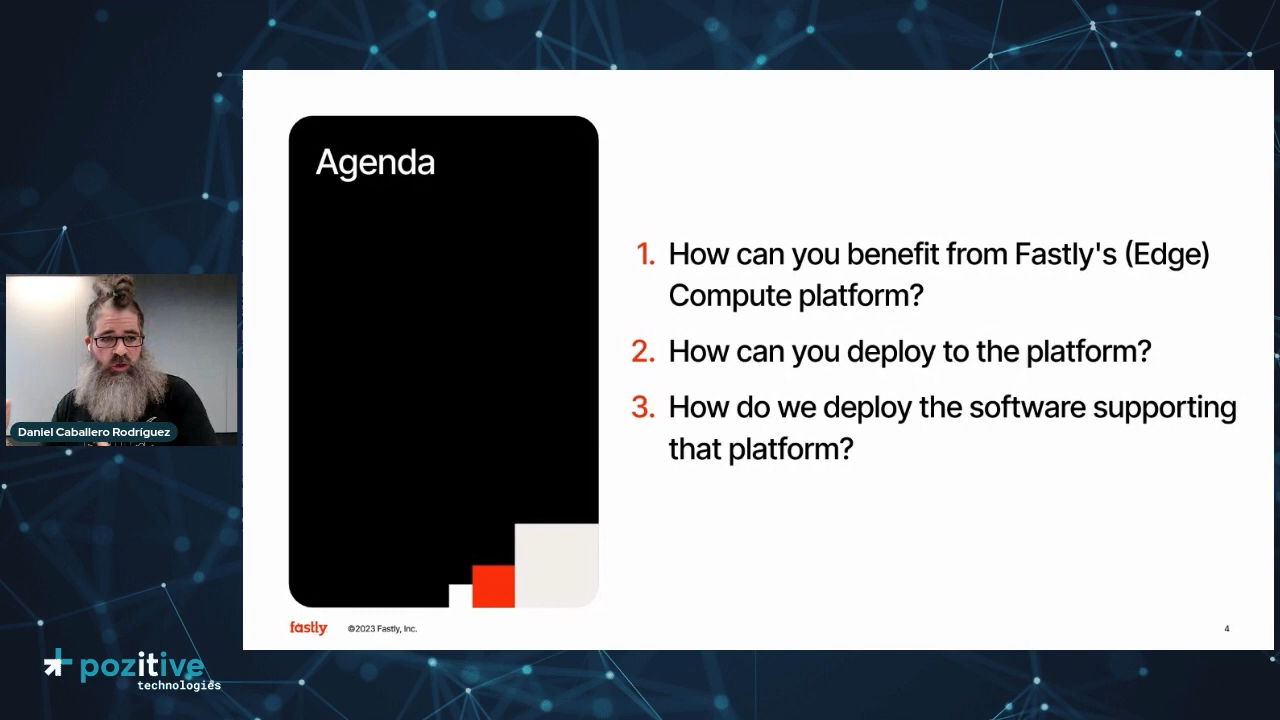 Agenda
1. How can you benefit from Fastly's (Edge)
Compute platform?
2. How can you deploy to the platform?
3. How do we deploy the software supporting
that platform?
Daniel Caballero Rodríguez
fastly
©2023 Fastly, Inc.
4
pozitive
technologies